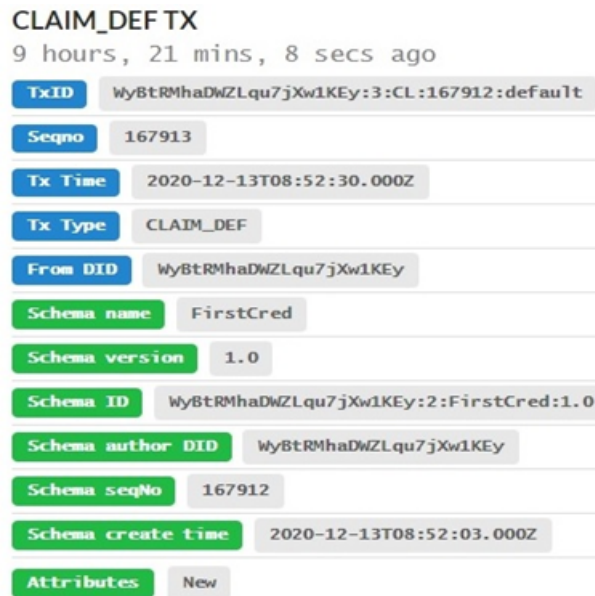 CLAIM_DEF TX
9 hours, 21 mins, 8 secs ago
TxID WyBtRMhaDWZLqu7jXw1KEy:3:CL:167912:default
Seqno 167913
Tx Time 2020-12-13T08:52:30.000Z
Tx Type CLAIM_DEF
From DID WyBtRMhaDWZLqu7jXw1KEy
Schema name FirstCred
Schema version 1.0
Schema ID WyBtRMhaDWZLqu7jXw1KEy:2:FirstCred:1.0
Schema author DID WyBtRMhaDWZLqu7jXw1KEy
Schema seqNo 167912
Schema create time 2020-12-13T08:52:03.000Z
Attributes New